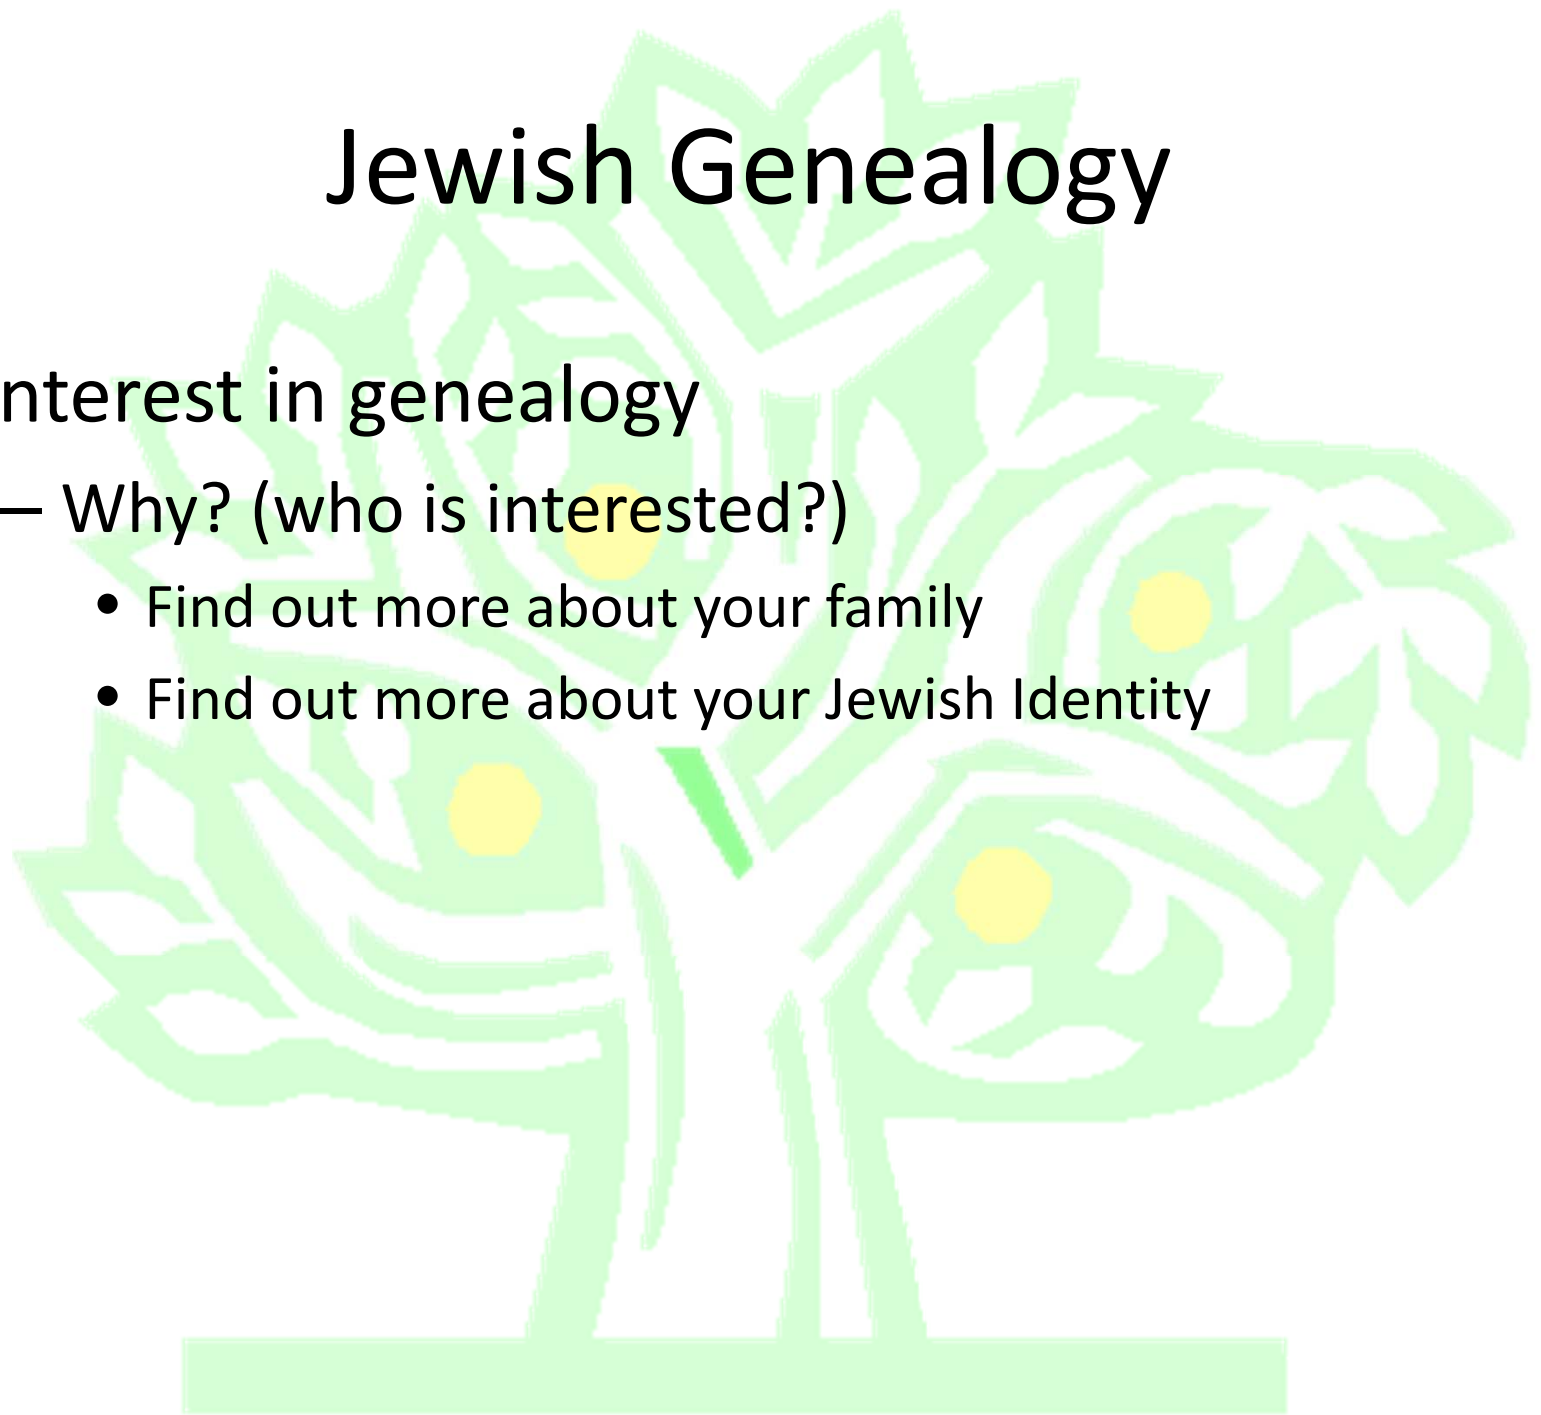 Jewish Genealogy
nterest in genealogy
– Why? (who is interested?)
• Find out more about your family
• Find out more about your Jewish Identity